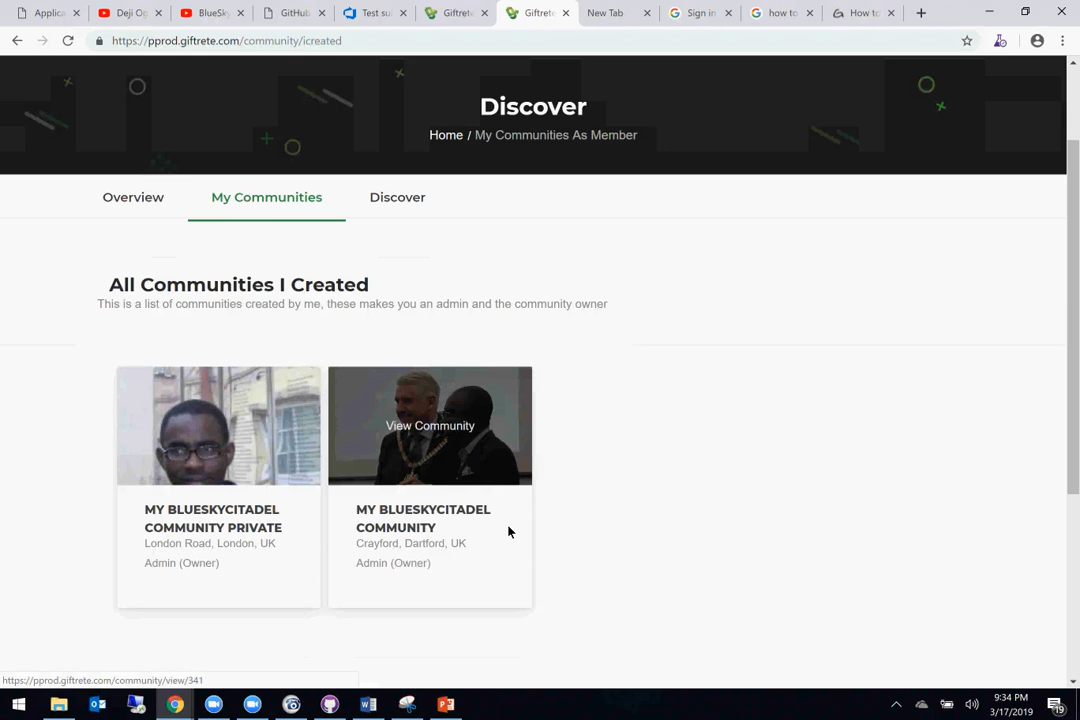 Applica
Deji Og
BlueSky
GitHub
Test sui
Giftrete
Giftrete
New Tab
Sign in
how to
How to
https://pprod.giftrete.com/community/icreated
Discover
Home / My Communities As Member
Overview
My Communities
Discover
All Communities I Created
This is a list of communities created by me, these makes you an admin and the community owner
View Community
MY BLUESKYCITADEL
COMMUNITY PRIVATE
London Road, London, UK
Admin (Owner)
MY BLUESKYCITADEL
COMMUNITY
Crayford, Dartford, UK
Admin (Owner)
https://pprod.giftrete.com/community/view/341
9:34 PM
3/17/2019
19